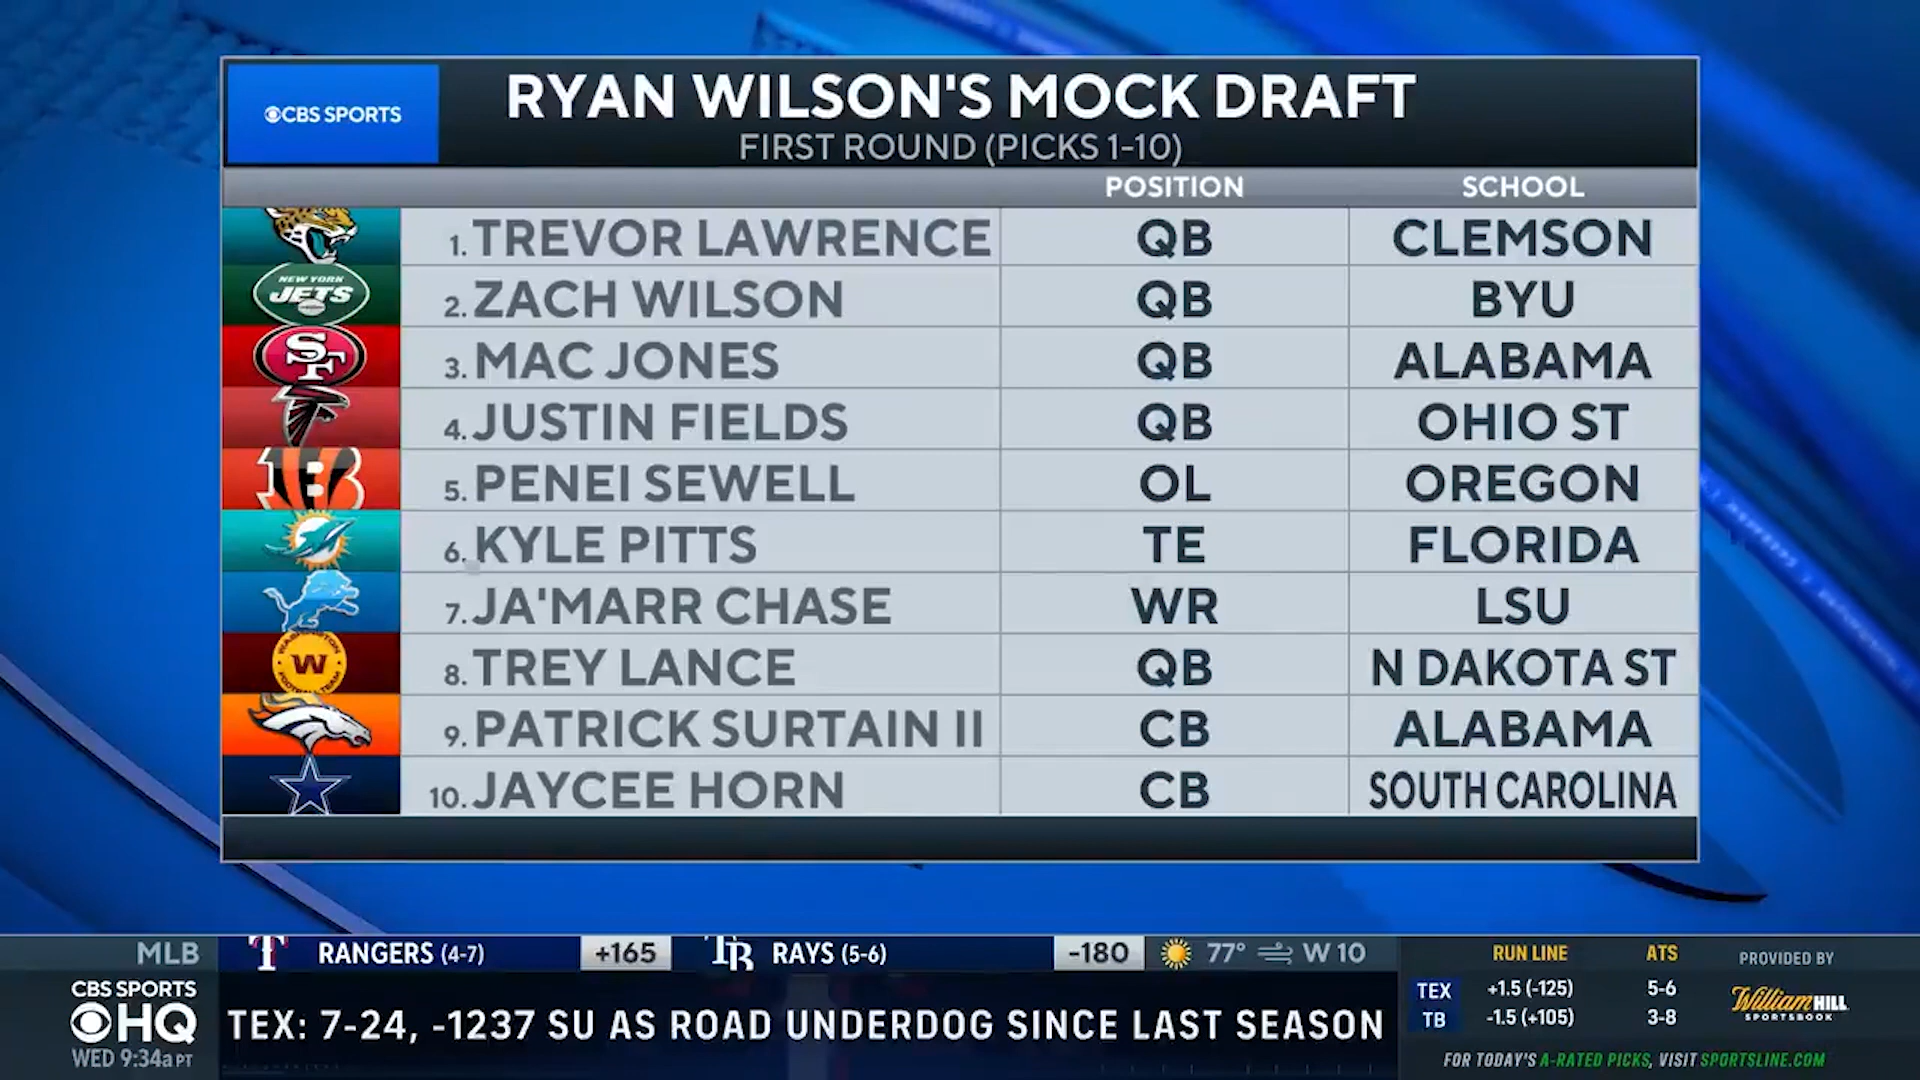 CBS SPORTS
RYAN WILSON'S MOCK DRAFT
FIRST ROUND (PICKS 1-10)
POSITION SCHOOL
1. TREVOR LAWRENCE QB CLEMSON
NEW YORK JETS 2. ZACH WILSON QB BYU
SF 3. MAC JONES QB ALABAMA
4. JUSTIN FIELDS QB OHIO ST
B 5. PENEI SEWELL OL OREGON
6. KYLE PITTS TE FLORIDA
7. JA'MARR CHASE WR LSU
WASHINGTON W FOOTBALL TEAM 8. TREY LANCE QB N DAKOTA ST
9. PATRICK SURTAIN II CB ALABAMA
10. JAYCEE HORN CB SOUTH CAROLINA
MLB T RANGERS (4-7) +165 TB RAYS (5-6) -180 77° W 10
RUN LINE ATS PROVIDED BY
TEX +1.5 (-125) 5-6 William HILL
SPORTSBOOK
TB -1.5 (+105) 3-8
CBS SPORTS
HQ
WED 9:34a PT
TEX: 7-24, -1237 SU AS ROAD UNDERDOG SINCE LAST SEASON
FOR TODAY'S A-RATED PICKS, VISIT SPORTSLINE.COM